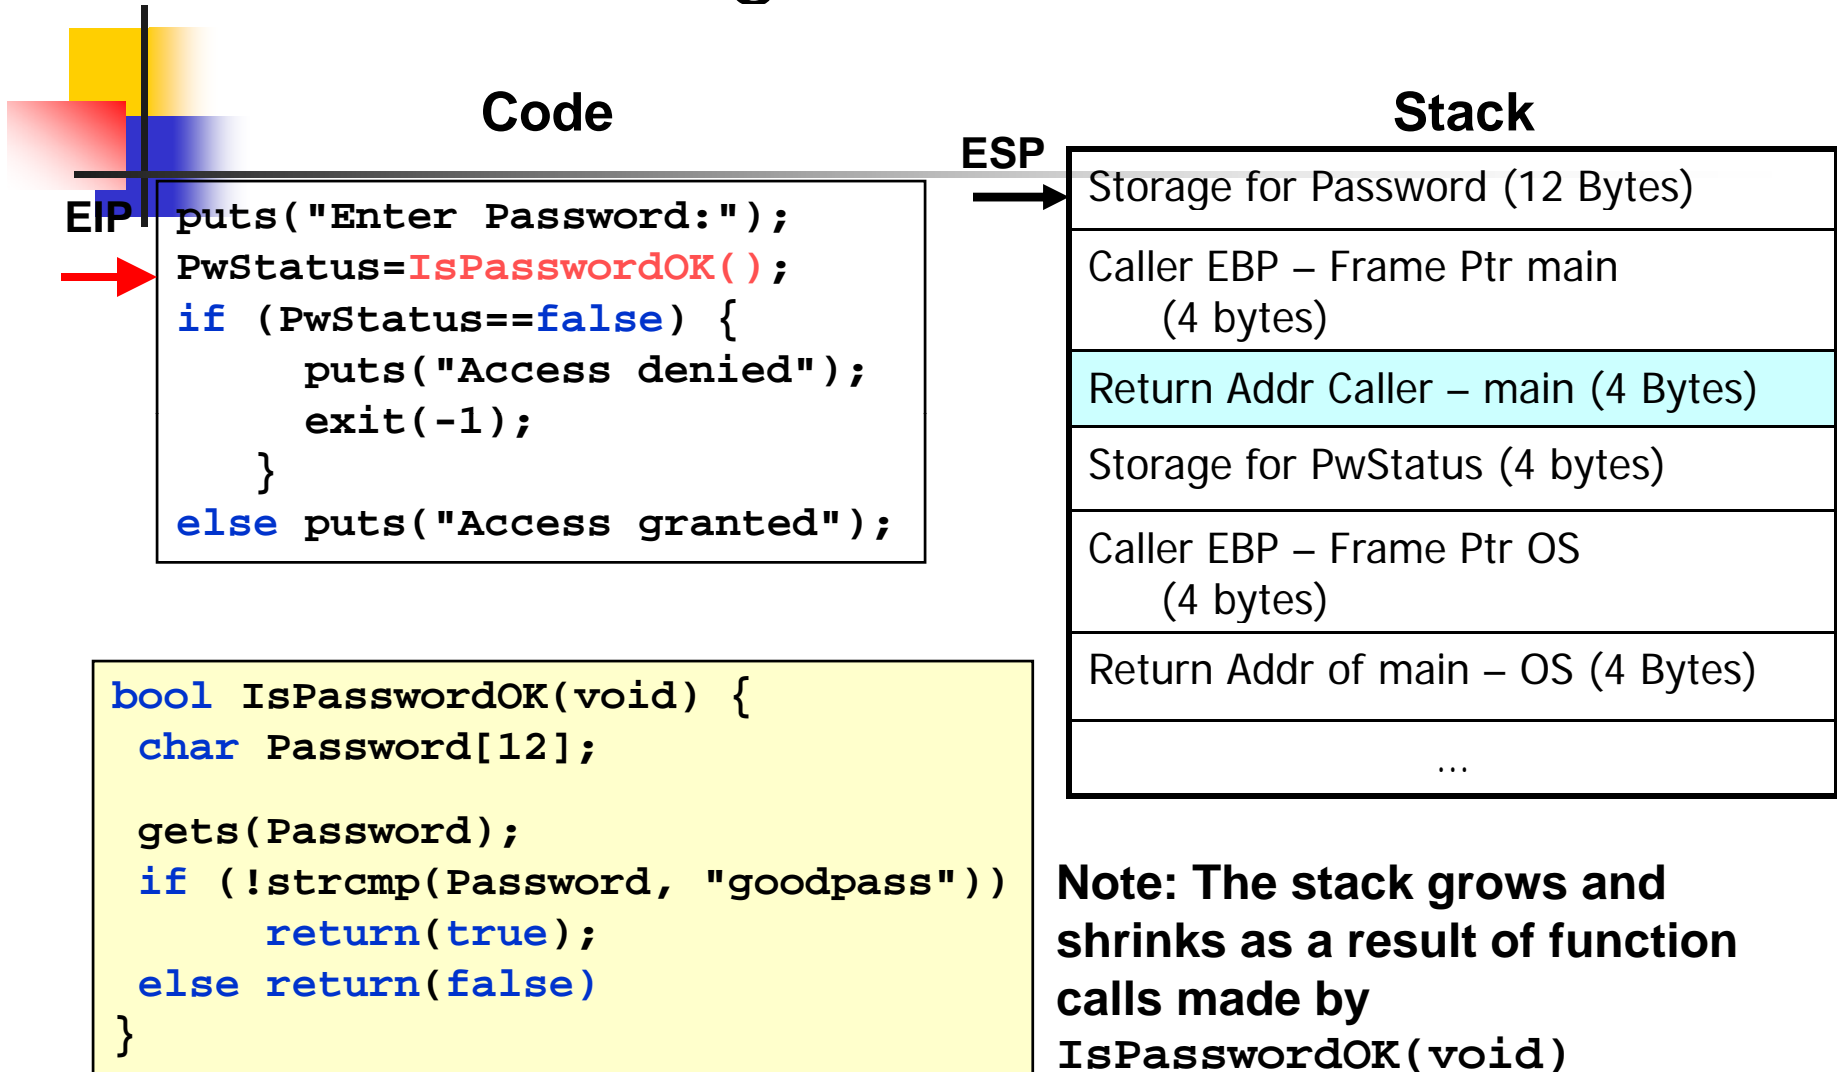 Code
EIP
puts("Enter Password:");
PwStatus=IsPasswordOK();
if (PwStatus==false) {
puts("Access denied");
exit(-1);
}
else puts("Access granted");
bool IsPasswordOK(void) {
char Password[12];
gets(Password);
if (!strcmp(Password, "goodpass"))
return(true);
else return(false)
}
Stack
ESP
Storage for Password (12 Bytes)
Caller EBP – Frame Ptr main
(4 bytes)
Return Addr Caller – main (4 Bytes)
Storage for PwStatus (4 bytes)
Caller EBP – Frame Ptr OS
(4 bytes)
Return Addr of main – OS (4 Bytes)
…
Note: The stack grows and
shrinks as a result of function
calls made by
IsPasswordOK(void)